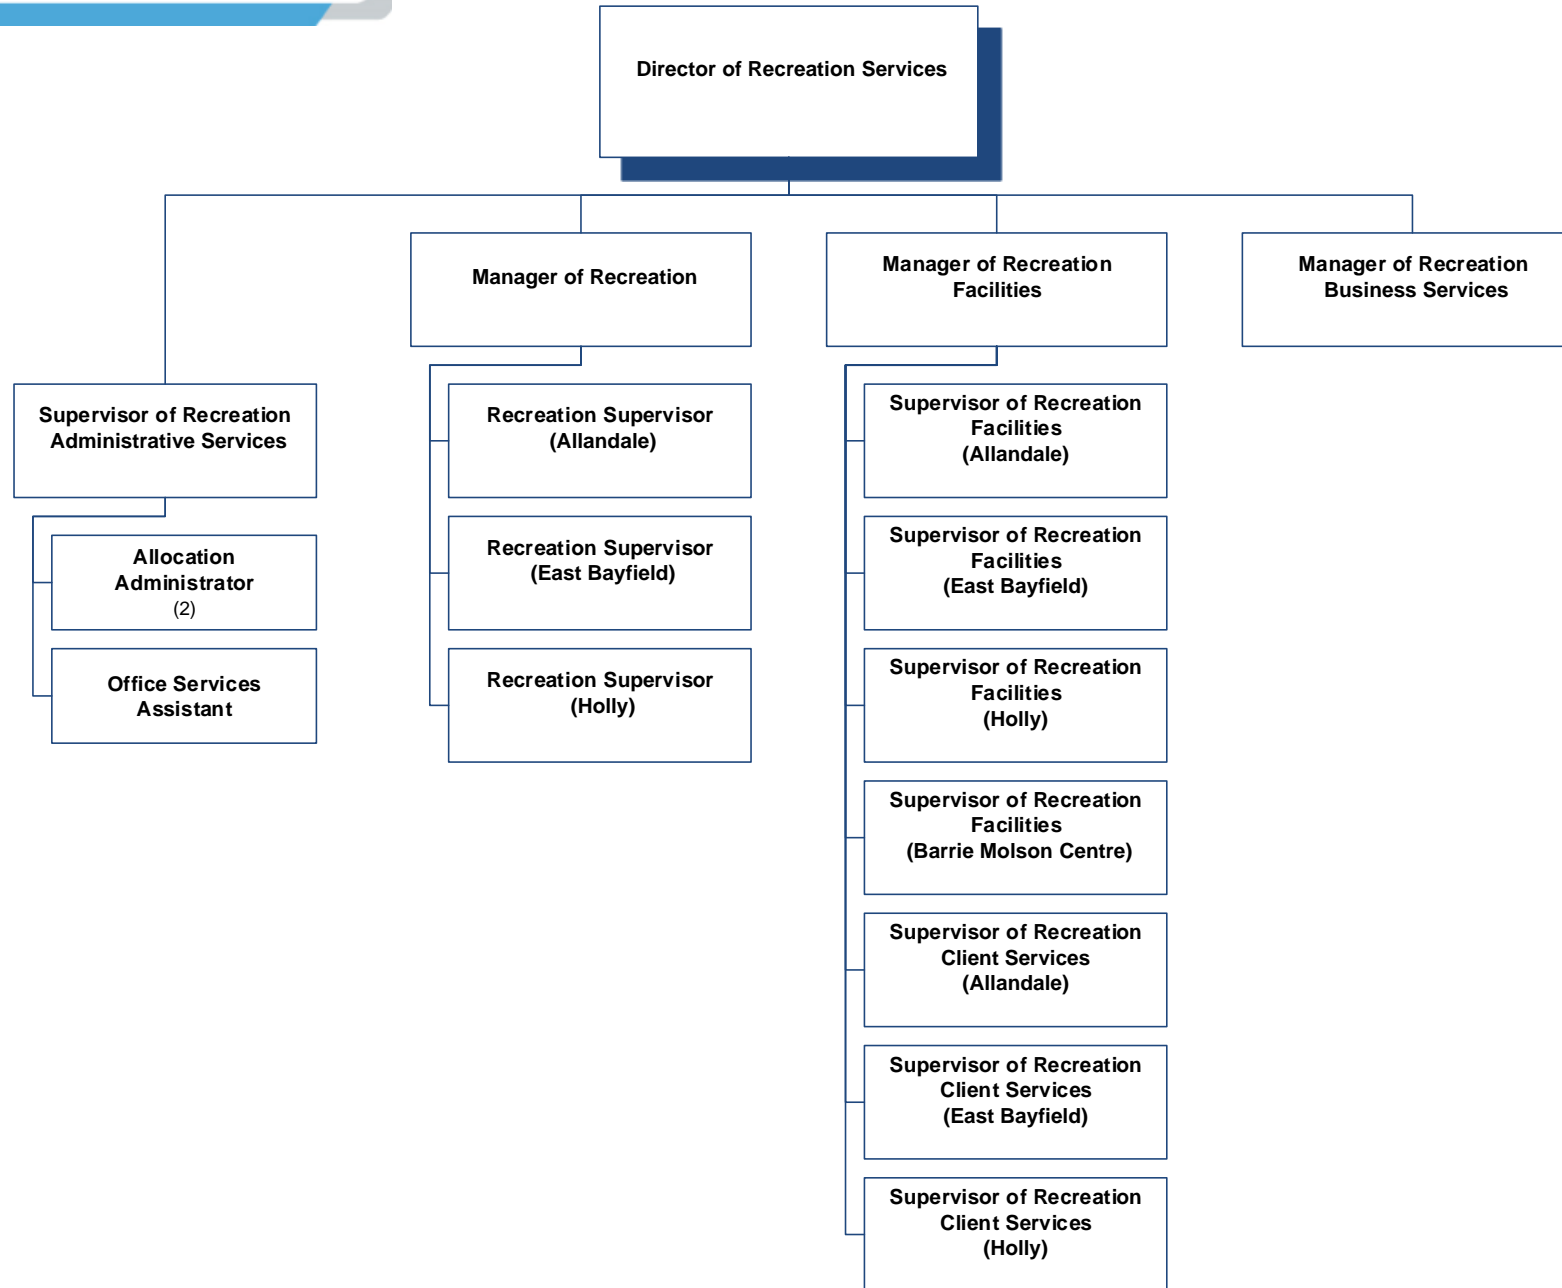 Director of Recreation Services
Manager of Recreation
Manager of Recreation
Facilities
Manager of Recreation
Business Services
Supervisor of Recreation
Administrative Services
Allocation
Administrator
(2)
Office Services
Assistant
Recreation Supervisor
(Allandale)
Recreation Supervisor
(East Bayfield)
Recreation Supervisor
(Holly)
Supervisor of Recreation
Facilities
(Allandale)
Supervisor of Recreation
Facilities
(East Bayfield)
Supervisor of Recreation
Facilities
(Holly)
Supervisor of Recreation
Facilities
(Barrie Molson Centre)
Supervisor of Recreation
Client Services
(Allandale)
Supervisor of Recreation
Client Services
(East Bayfield)
Supervisor of Recreation
Client Services
(Holly)